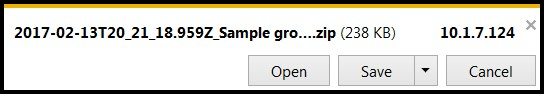 2017-02-13T20_21_18.959Z_Sample gro....zip (238 KB) 10.1.7.124
Open Save Cancel